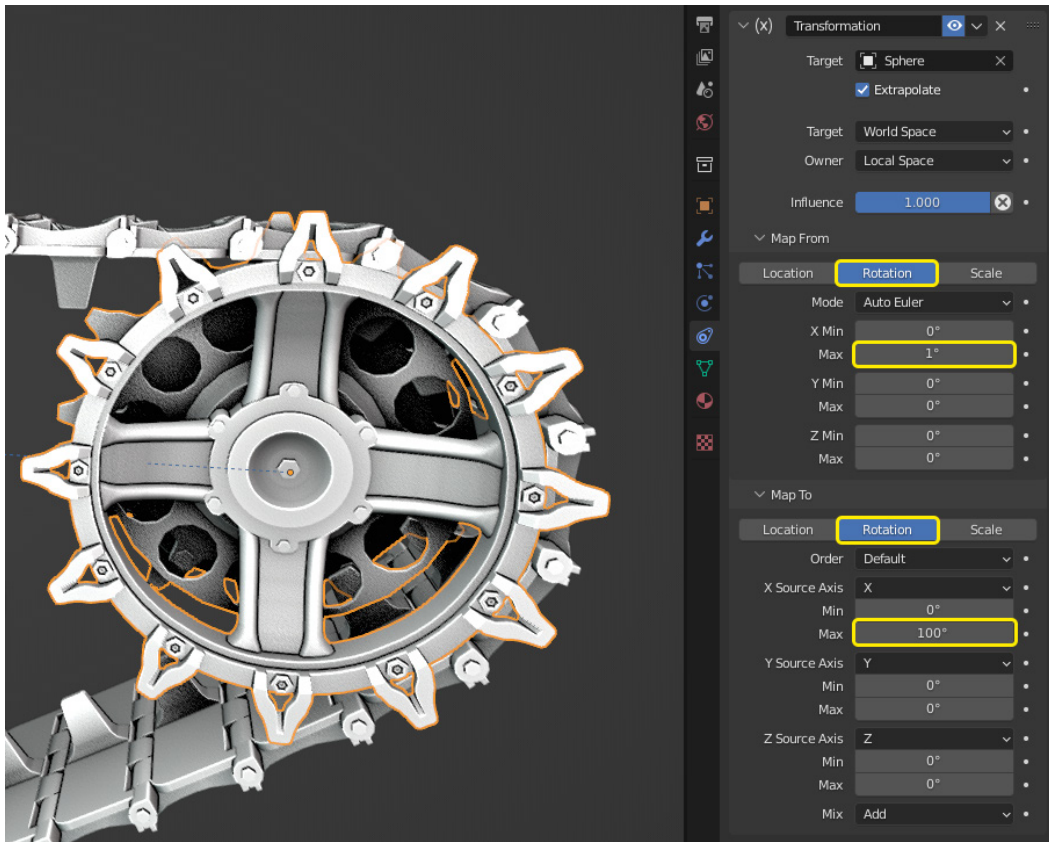 (x) Transformation
Target Sphere
Extrapolate
Target World Space
Owner Local Space
Influence 1.000
Map From
Location Rotation Scale
Mode Auto Euler
X Min 0°
Max 1°
Y Min 0°
Max 0°
Z Min 0°
Max 0°
Map To
Location Rotation Scale
Order Default
X Source Axis X
Min 0°
Max 100°
Y Source Axis Y
Min 0°
Max 0°
Z Source Axis Z
Min 0°
Max 0°
Mix Add